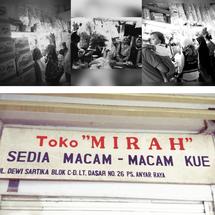 Toko "MIRAH"
SEDIA MACAM - MACAM KUE
JL. DEWI SARTIKA BLOK C-D. LT. DASAR NO. 26 PS. ANYAR RAYA